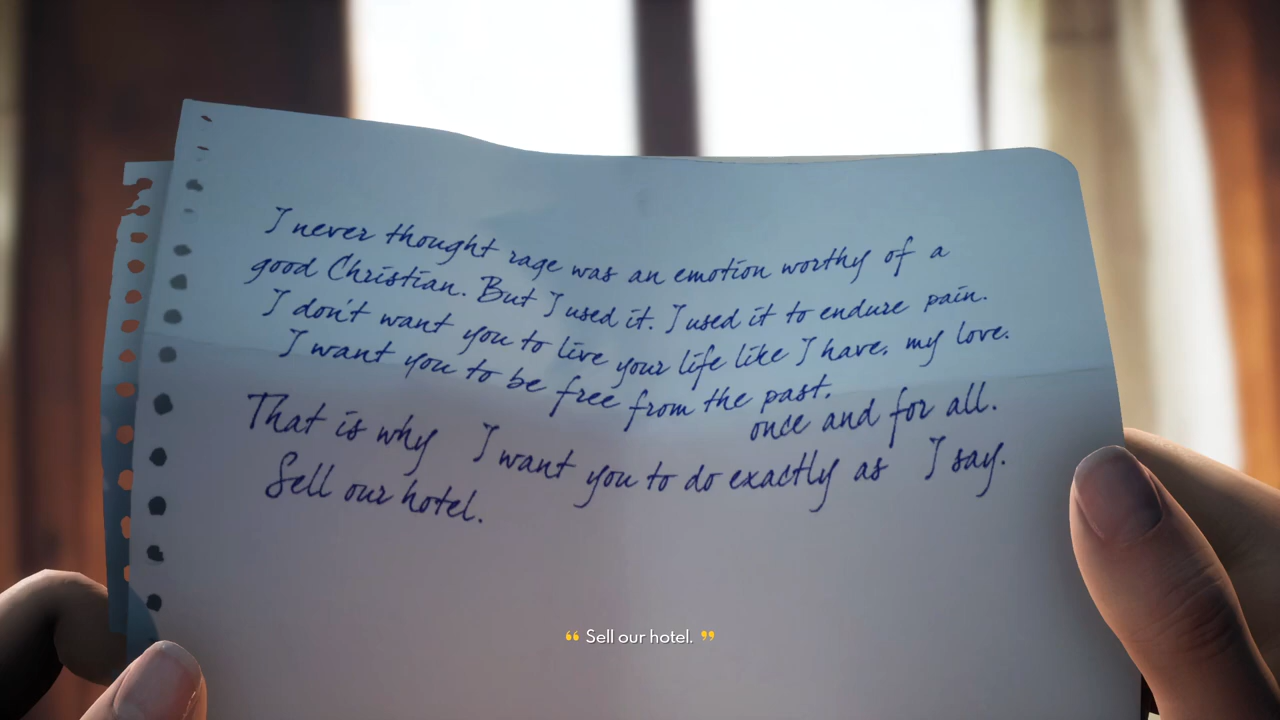 I never thought rage was an emotion worthy of a
good Christian. But I used it. I used it to endure pain.
I don't want you to live your life like I have, my love.
I want you to be free from the past.
once and for all.
That is why I want you to do exactly as I say.
Sell our hotel.
“ Sell our hotel. ”